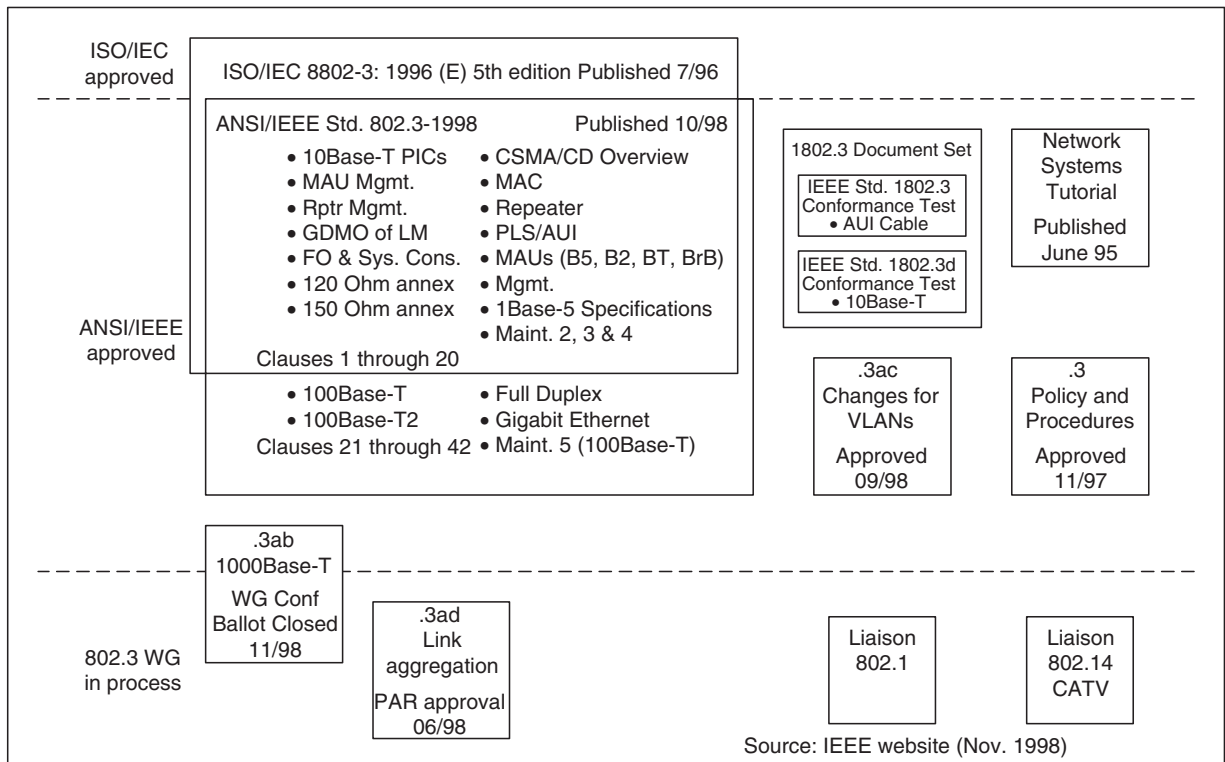 ISO/IEC
approved
ISO/IEC 8802-3: 1996 (E) 5th edition Published 7/96
ANSI/IEEE Std. 802.3-1998 Published 10/98
• 10Base-T PICs
• MAU Mgmt.
• Rptr Mgmt.
• GDMO of LM
• FO & Sys. Cons.
• 120 Ohm annex
• 150 Ohm annex
• CSMA/CD Overview
• MAC
• Repeater
• PLS/AUI
• MAUs (B5, B2, BT, BrB)
• Mgmt.
• 1Base-5 Specifications
• Maint. 2, 3 & 4
Clauses 1 through 20
• 100Base-T
• 100Base-T2
Clauses 21 through 42
• Full Duplex
• Gigabit Ethernet
• Maint. 5 (100Base-T)
ANSI/IEEE
approved
1802.3 Document Set
IEEE Std. 1802.3
Conformance Test
• AUI Cable
IEEE Std. 1802.3d
Conformance Test
• 10Base-T
Network
Systems
Tutorial
Published
June 95
.3ac
Changes for
VLANs
Approved
09/98
.3
Policy and
Procedures
Approved
11/97
.3ab
1000Base-T
WG Conf
Ballot Closed
11/98
802.3 WG
in process
.3ad
Link
aggregation
PAR approval
06/98
Liaison
802.1
Liaison
802.14
CATV
Source: IEEE website (Nov. 1998)